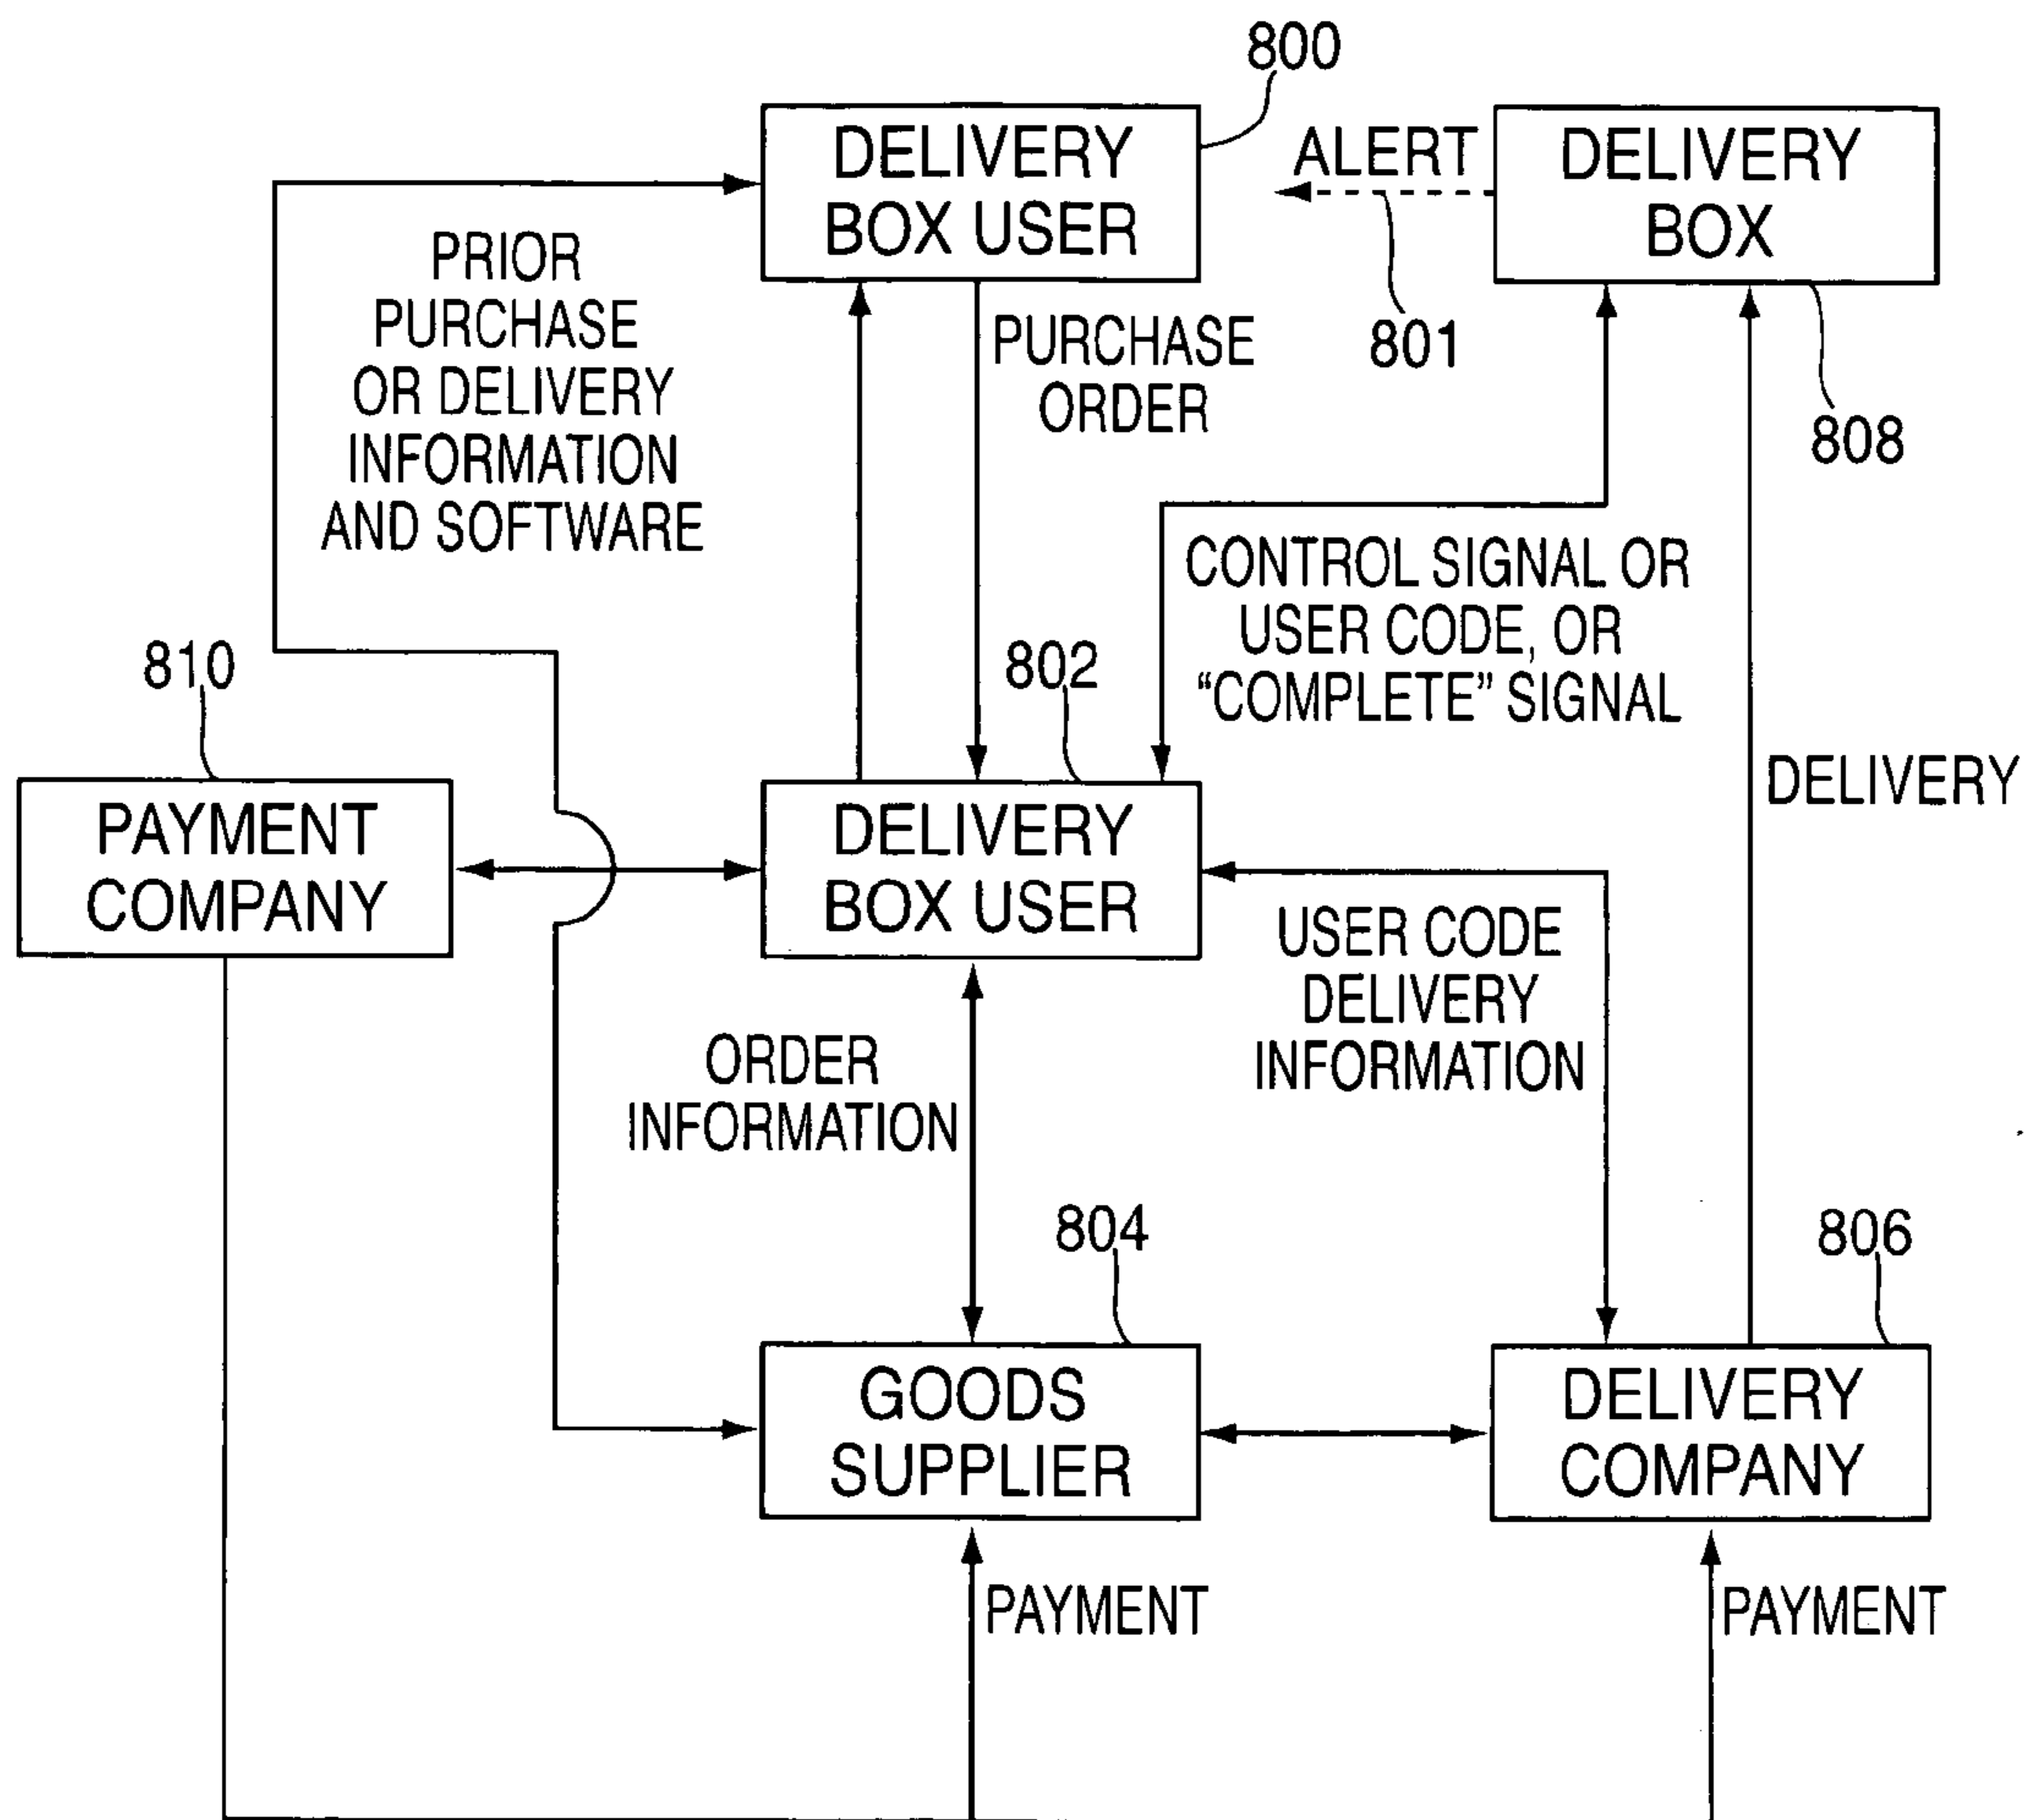 800
DELIVERY
BOX USER
ALERT
801
DELIVERY
BOX
808
PRIOR
PURCHASE
OR DELIVERY
INFORMATION
AND SOFTWARE
PURCHASE
ORDER
CONTROL SIGNAL OR
USER CODE, OR
“COMPLETE” SIGNAL
810
802
PAYMENT
COMPANY
DELIVERY
BOX USER
DELIVERY
USER CODE
DELIVERY
INFORMATION
ORDER
INFORMATION
804
806
GOODS
SUPPLIER
DELIVERY
COMPANY
PAYMENT
PAYMENT